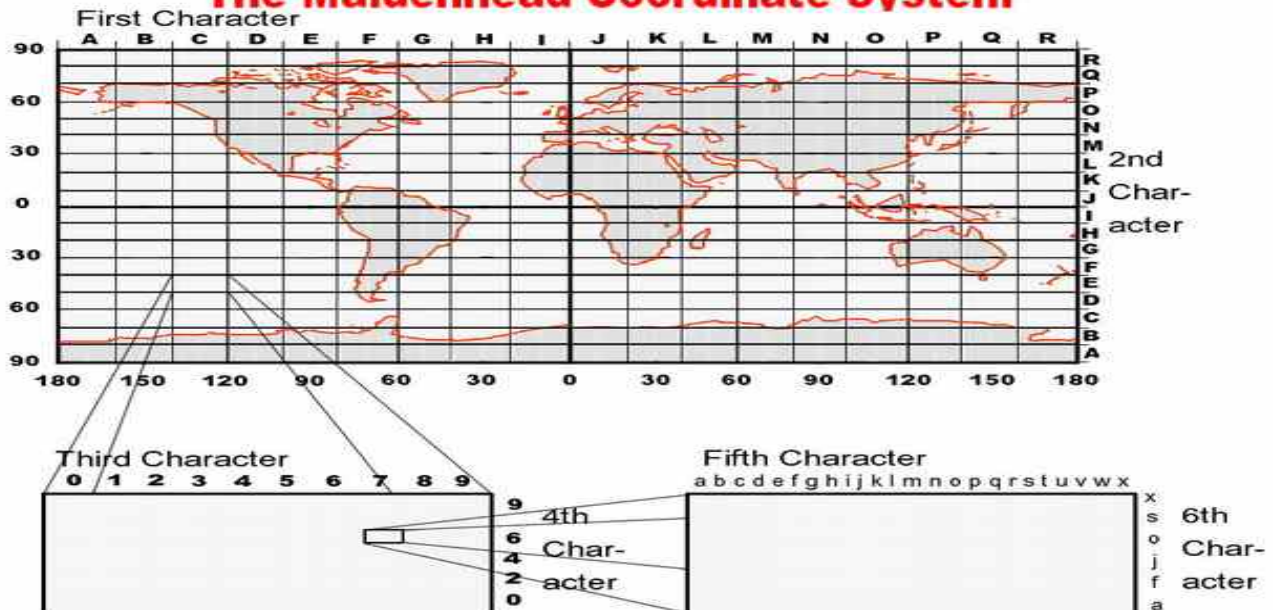 The Maidenhead Coordinate System
First Character
A B C D E F G H I J K L M N O P Q R
90
60
30
0
30
60
90
R
Q
P
O
N
M
L
K
J
I
H
G
F
E
D
C
B
A
2nd
Char-
acter
180 150 120 90 60 30 0 30 60 90 120 150 180
Third Character
0 1 2 3 4 5 6 7 8 9
9
6
4
2
0
4th
Char-
acter
Fifth Character
a b c d e f g h i j k l m n o p q r s t u v w x
x
s
o
j
f
a
6th
Char-
acter